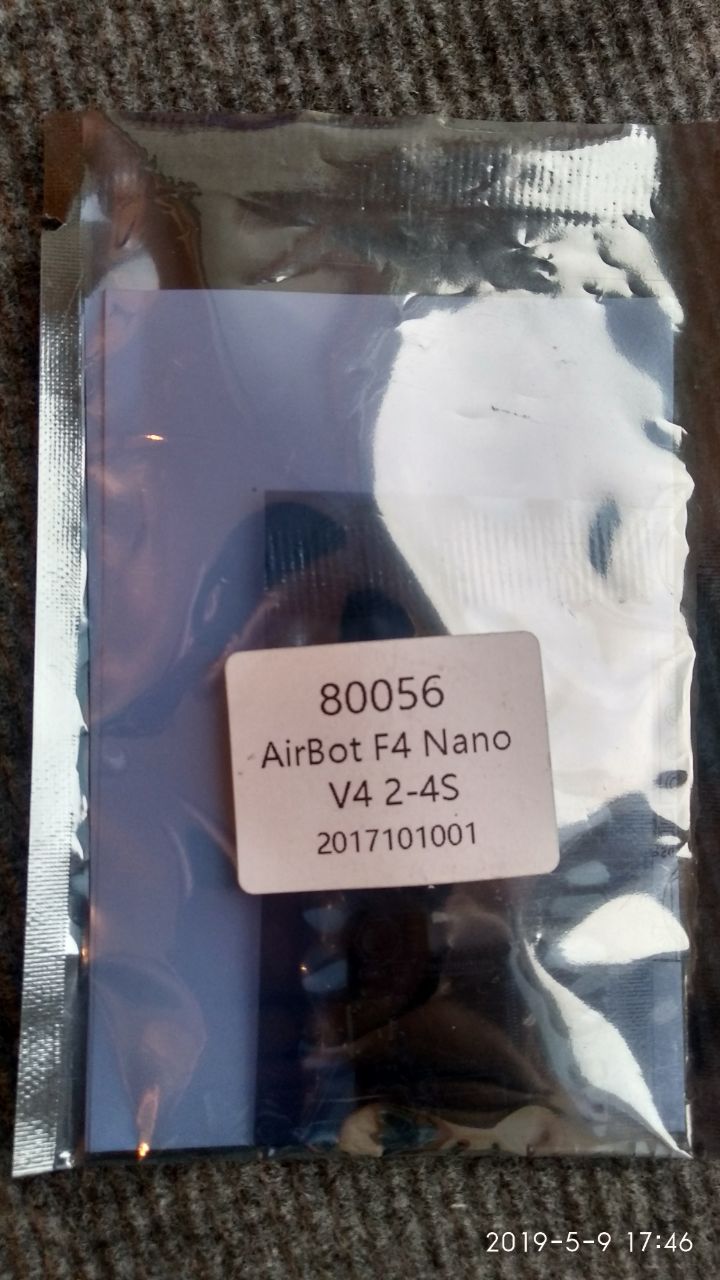 80056
AirBot F4 Nano
V4 2-4S
2017101001
2019-5-9 17:46